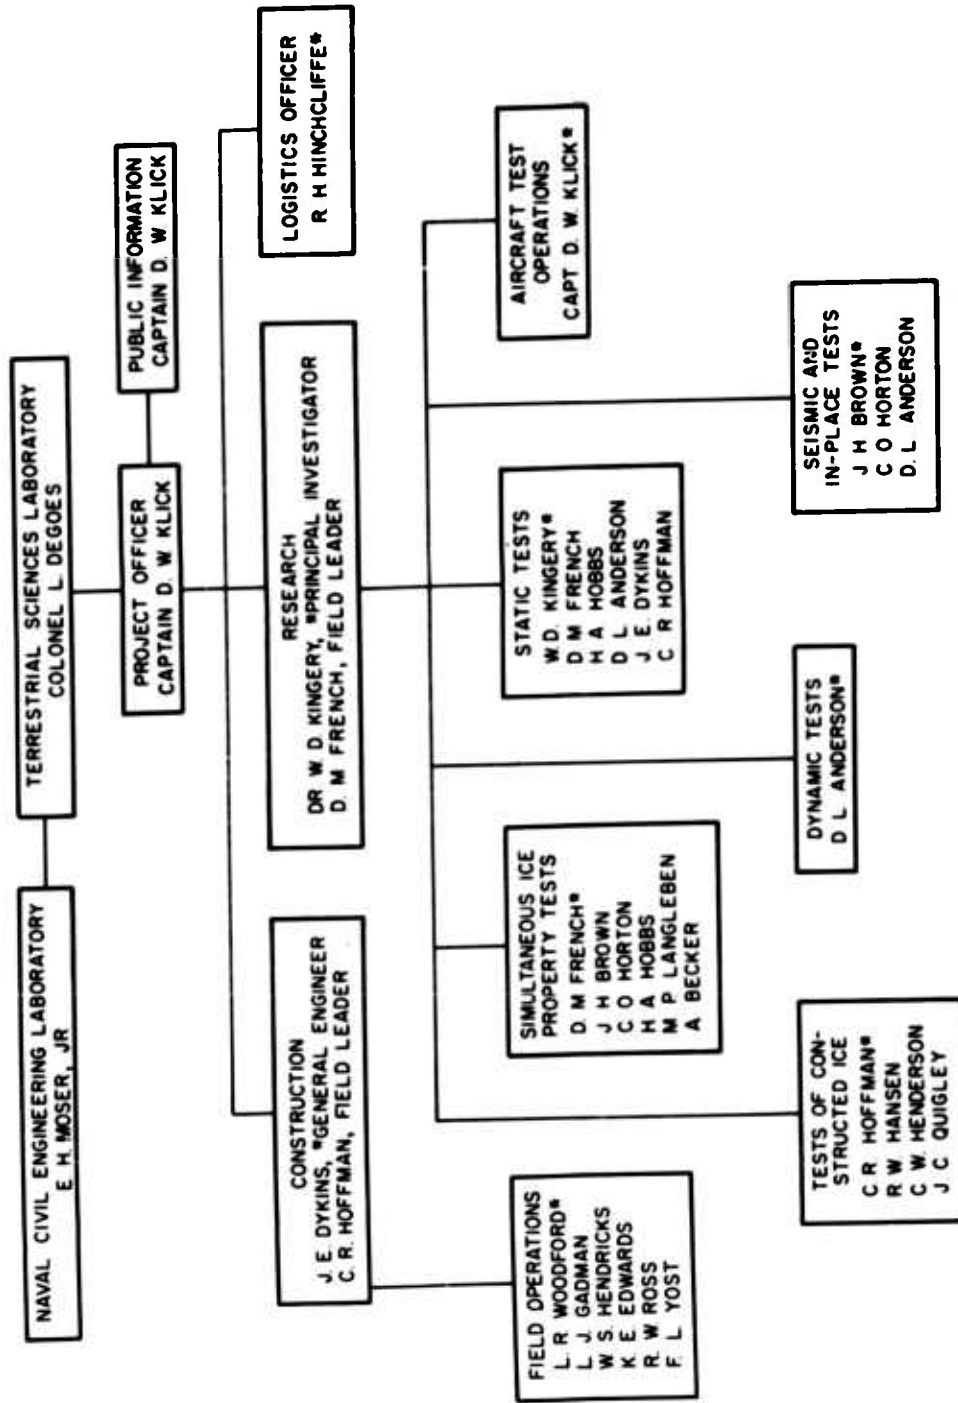 NAVAL CIVIL ENGINEERING LABORATORY
E H. MOSER, JR
TERRESTRIAL SCIENCES LABORATORY
COLONEL L. DEGOES
PROJECT OFFICER
CAPTAIN D. W KLICK
PUBLIC INFORMATION
CAPTAIN D. W KLICK
CONSTRUCTION
J. E. DYKINS, *GENERAL ENGINEER
C. R. HOFFMAN, FIELD LEADER
RESEARCH
DR W. D. KINGERY, *PRINCIPAL INVESTIGATOR
D. M FRENCH, FIELD LEADER
LOGISTICS OFFICER
R H HINCHCLIFFE*
FIELD OPERATIONS
L. R. WOODFORD*
L. J. GADMAN
W. S. HENDRICKS
K. E. EDWARDS
R. W. ROSS
F. L. YOST
SIMULTANEOUS ICE
PROPERTY TESTS
D. M FRENCH*
J H BROWN
C O HORTON
H A HOBBS
M P LANGLEBEN
A BECKER
STATIC TESTS
W. D. KINGERY*
D M FRENCH
H A HOBBS
D L ANDERSON
J E DYKINS
C R HOFFMAN
AIRCRAFT TEST
OPERATIONS
CAPT D. W. KLICK*
TESTS OF CON-
STRUCTED ICE
C R HOFFMAN*
R W HANSEN
C W. HENDERSON
J C QUIGLEY
DYNAMIC TESTS
D L ANDERSON*
SEISMIC AND
IN-PLACE TESTS
J H BROWN*
C O HORTON
D. L ANDERSON